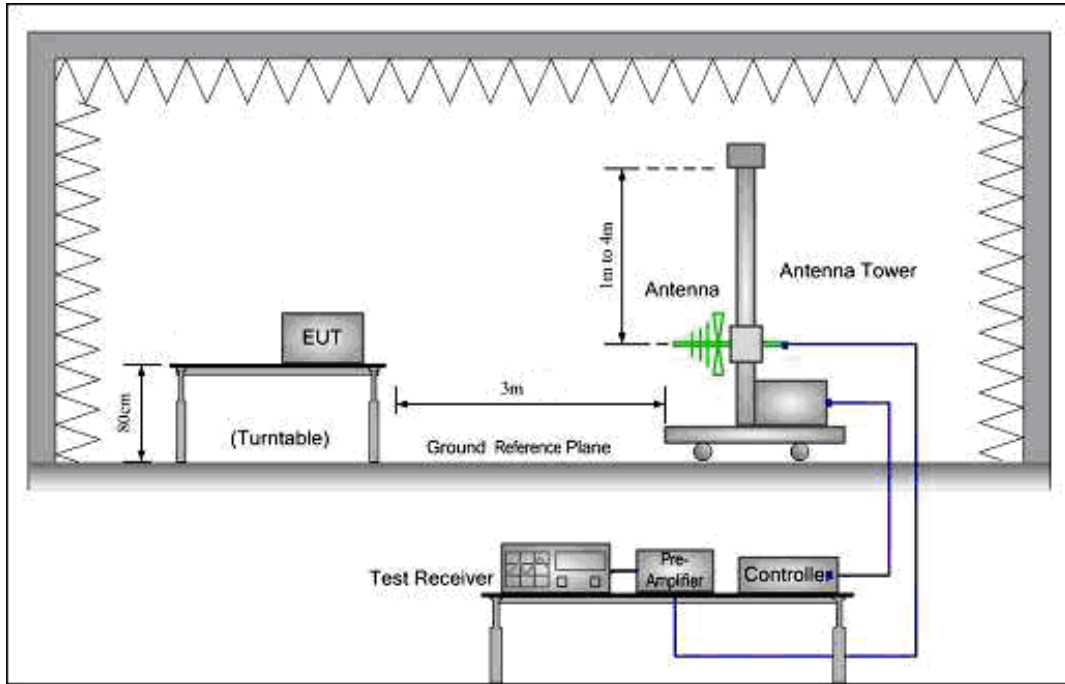 1m to 4m
Antenna Tower
Antenna
EUT
3m
80cm
(Turntable)
Ground Reference Plane
Test Receiver
Pre-
Amplifier
Controller